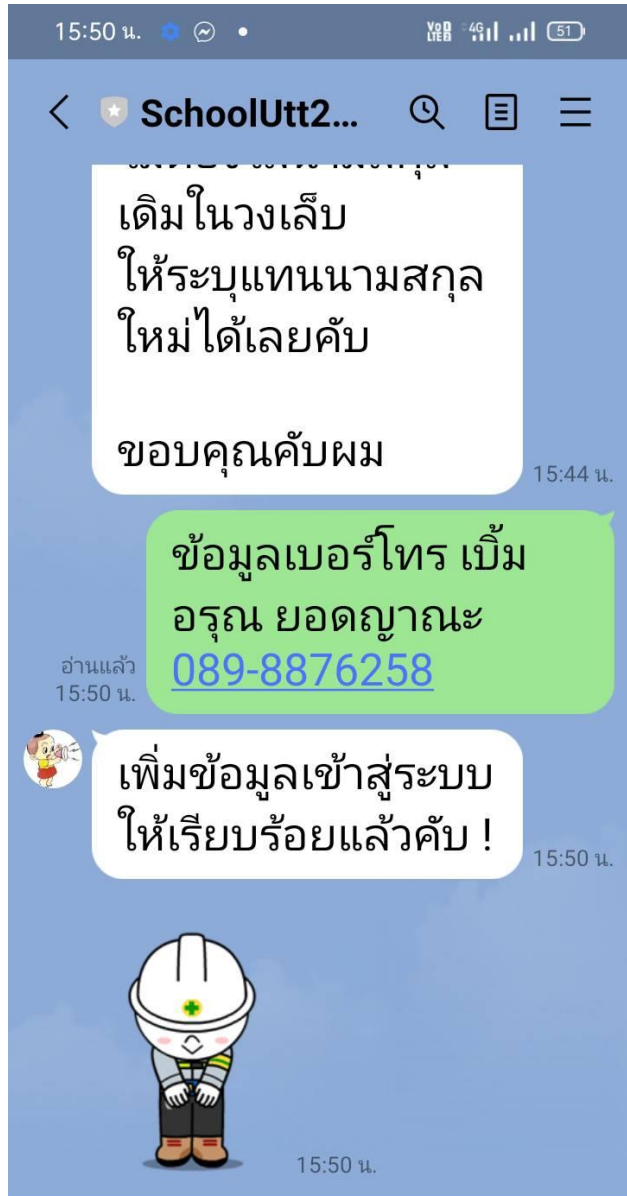 15:50 น.
VoD LTE 4G 51
SchoolUtt2...
เดิมในวงเล็บ
ให้ระบุแทนนามสกุล
ใหม่ได้เลยคับ
ขอบคุณคับผม
15:44 น.
ข้อมูลเบอร์โทร เบิ้ม
อรุณ ยอดญาณะ
089-8876258
อ่านแล้ว
15:50 น.
เพิ่มข้อมูลเข้าสู่ระบบ
ให้เรียบร้อยแล้วคับ !
15:50 น.
15:50 น.